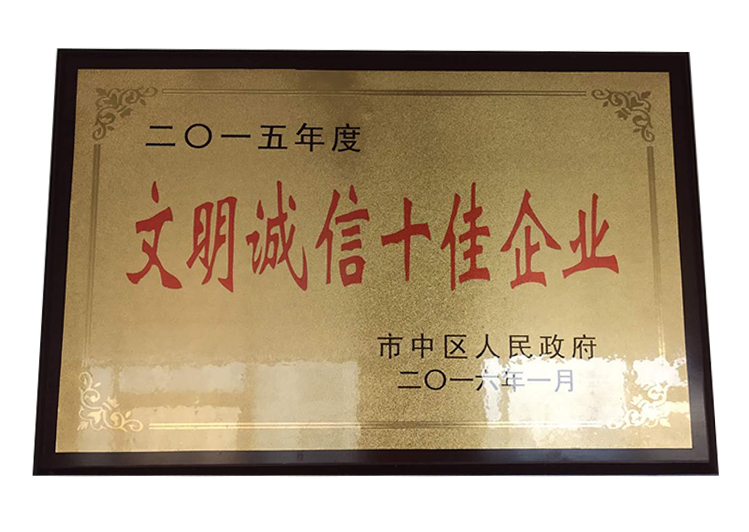 二〇一五年度
文明诚信十佳企业
市中区人民政府
二〇一六年一月